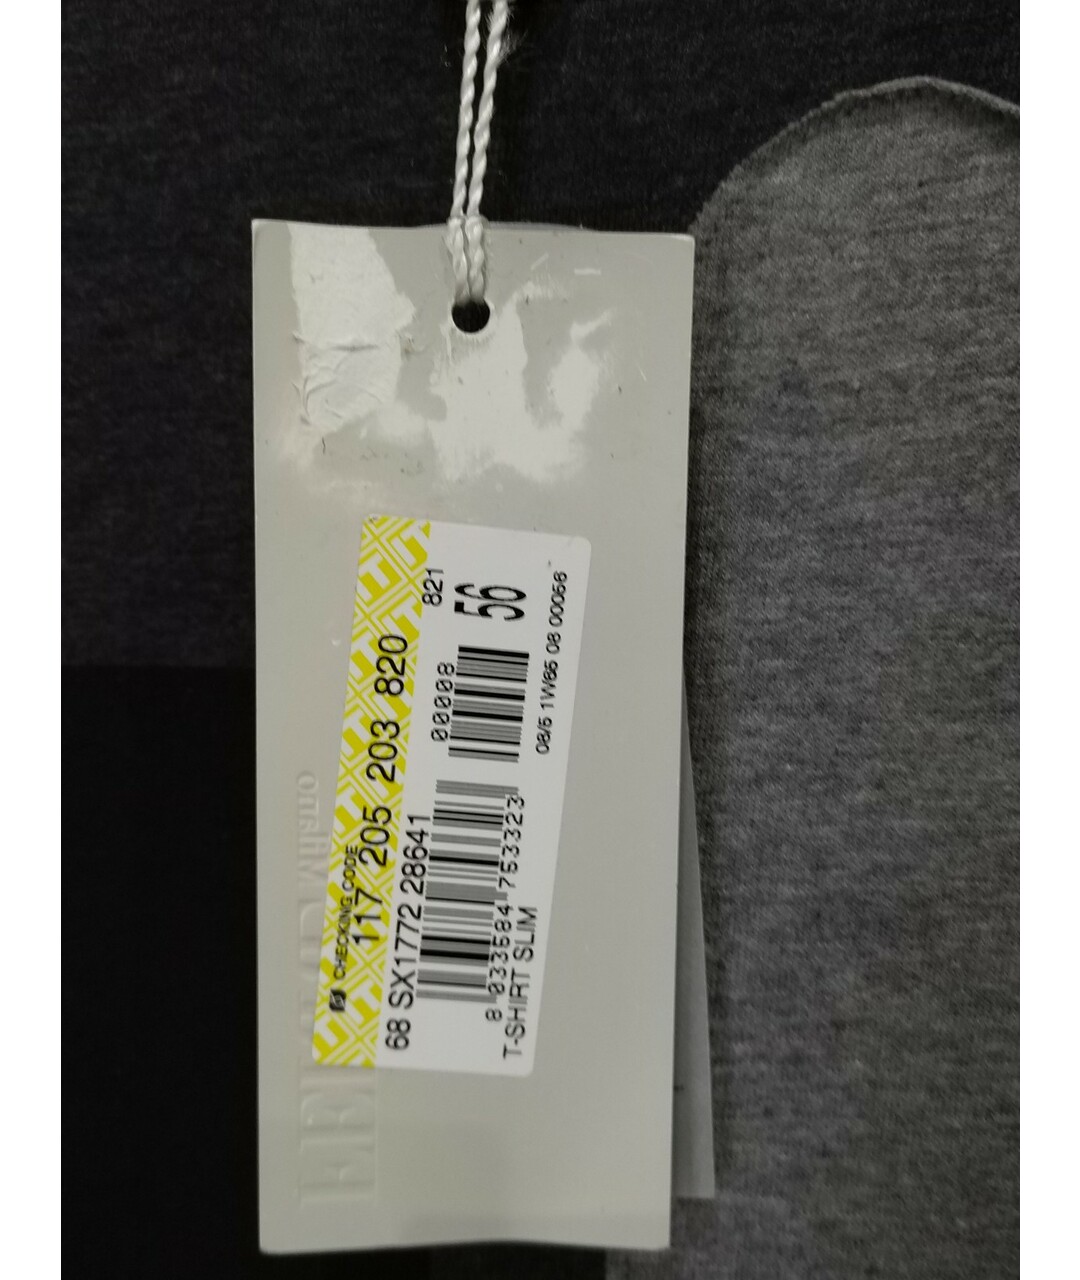 CHECKING CODE
117 205 203 820
821
68 SX1772 28641
00008
56
8 033584 753323
T-SHIRT SLIM
08/5 1W65 08 00056
Milano